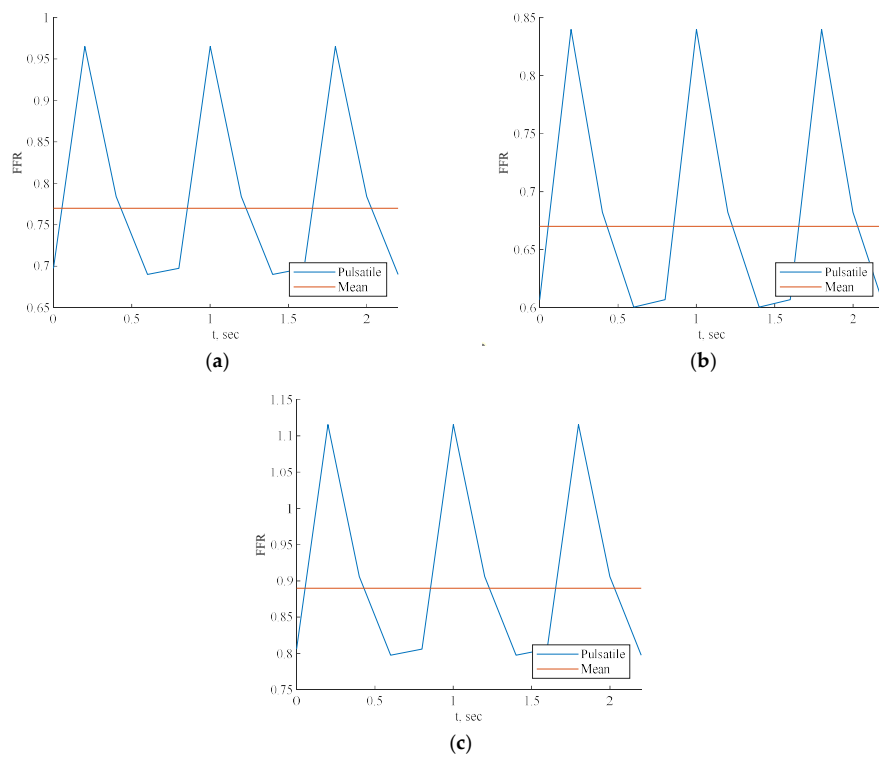 1
0.95
0.9
0.85
0.8
0.75
0.7
0.65
FFR
0 0.5 1 1.5 2
t, sec
Pulsatile
Mean
(a)
0.85
0.8
0.75
0.7
0.65
0.6
FFR
0 0.5 1 1.5 2
t, sec
Pulsatile
Mean
(b)
1.15
1.1
1.05
1
0.95
0.9
0.85
0.8
0.75
FFR
0 0.5 1 1.5 2
t, sec
Pulsatile
Mean
(c)